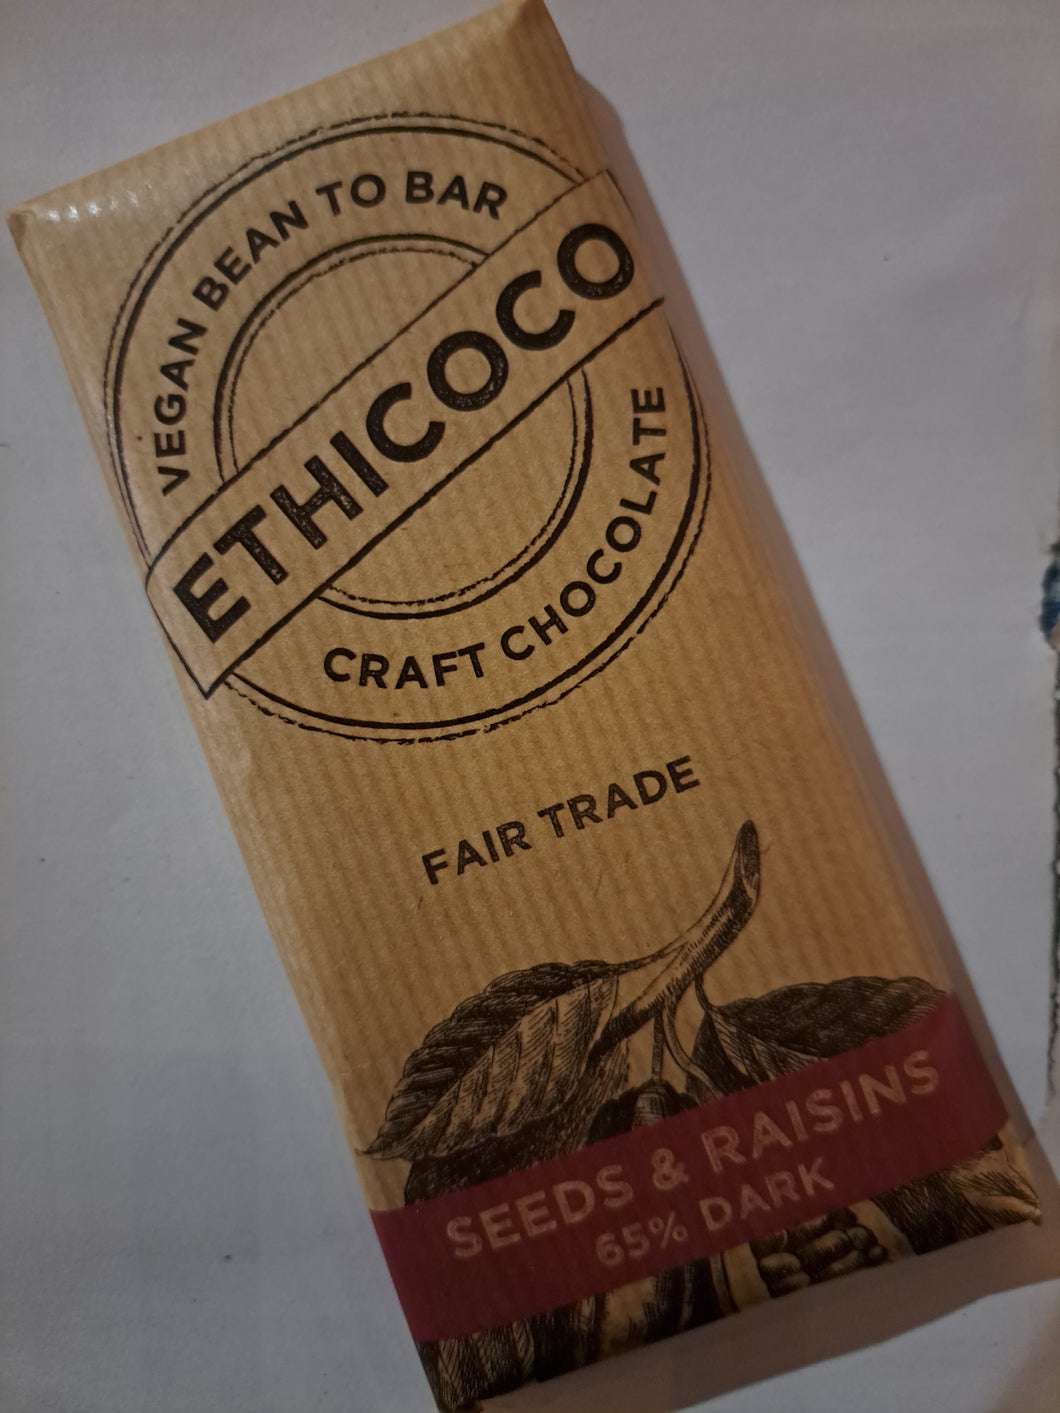 VEGAN BEAN TO BAR
ETHICOCO
CRAFT CHOCOLATE
FAIR TRADE
SEEDS & RAISINS
65% DARK